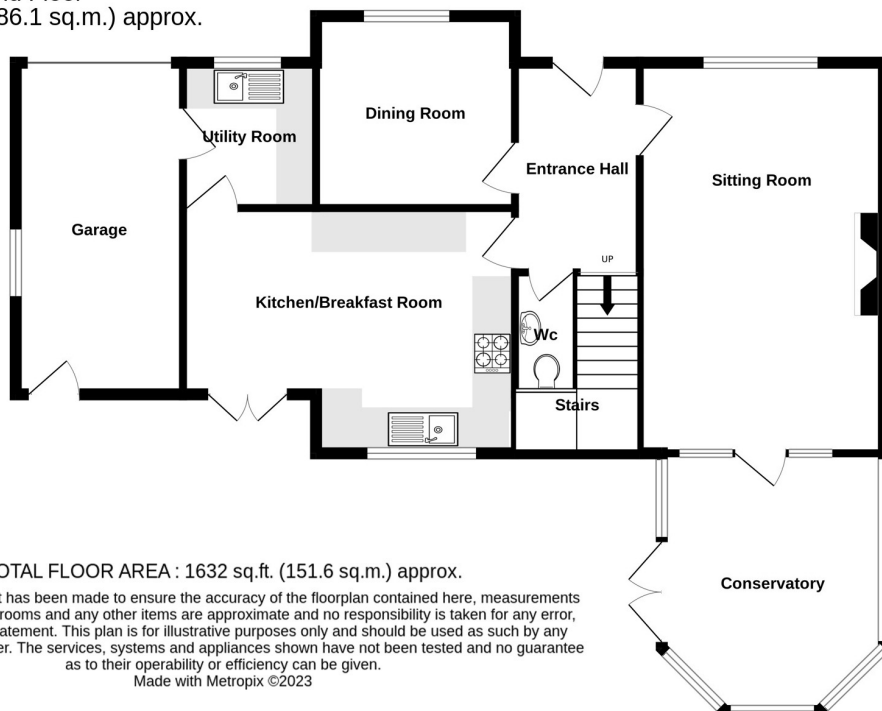 86.1 sq.m.) approx.
Dining Room
Utility Room
Entrance Hall
Sitting Room
Garage
UP
Kitchen/Breakfast Room
Wc
Stairs
Conservatory
OTAL FLOOR AREA : 1632 sq.ft. (151.6 sq.m.) approx.
t has been made to ensure the accuracy of the floorplan contained here, measurements
rooms and any other items are approximate and no responsibility is taken for any error,
atement. This plan is for illustrative purposes only and should be used as such by any
er. The services, systems and appliances shown have not been tested and no guarantee
as to their operability or efficiency can be given.
Made with Metropix ©2023